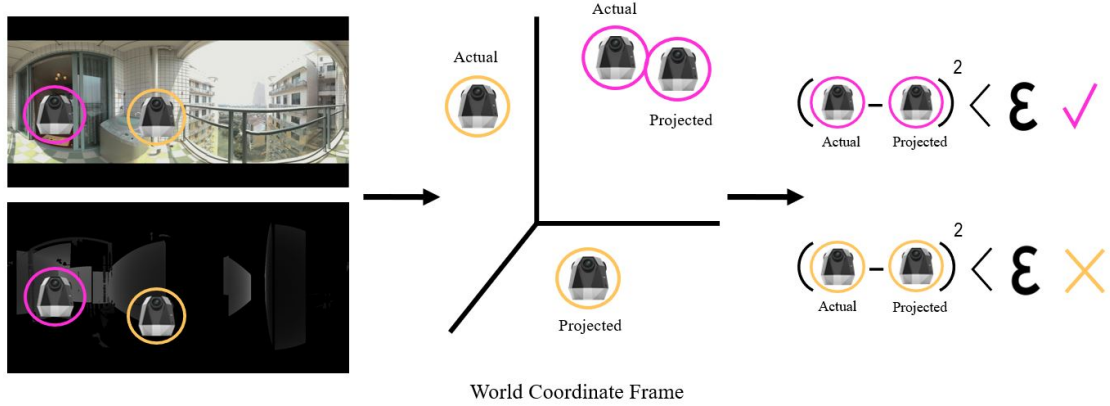 Actual
Actual
Projected
Projected
World Coordinate Frame
( - )2 < ε ✓
Actual Projected
( - )2 < ε ✗
Actual Projected